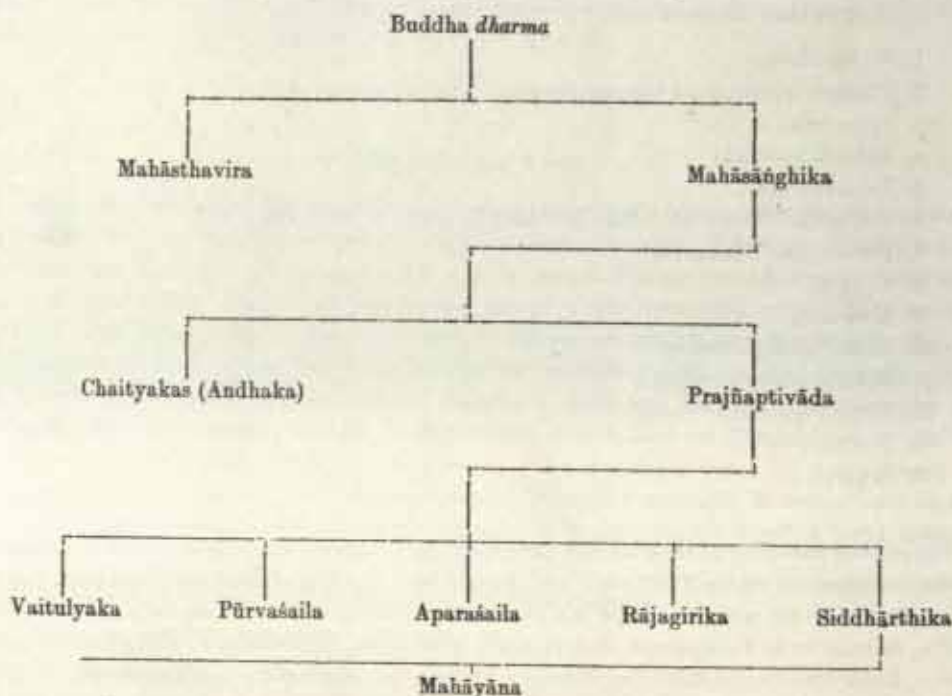 Buddha dharma
Mahāsthavira Mahāsāṅghika
Chaityakas (Andhaka) Prajñaptivāda
Vaitulyaka Pūrvaśaila Aparaśaila Rājagirika Siddhārthika
Mahāyāna